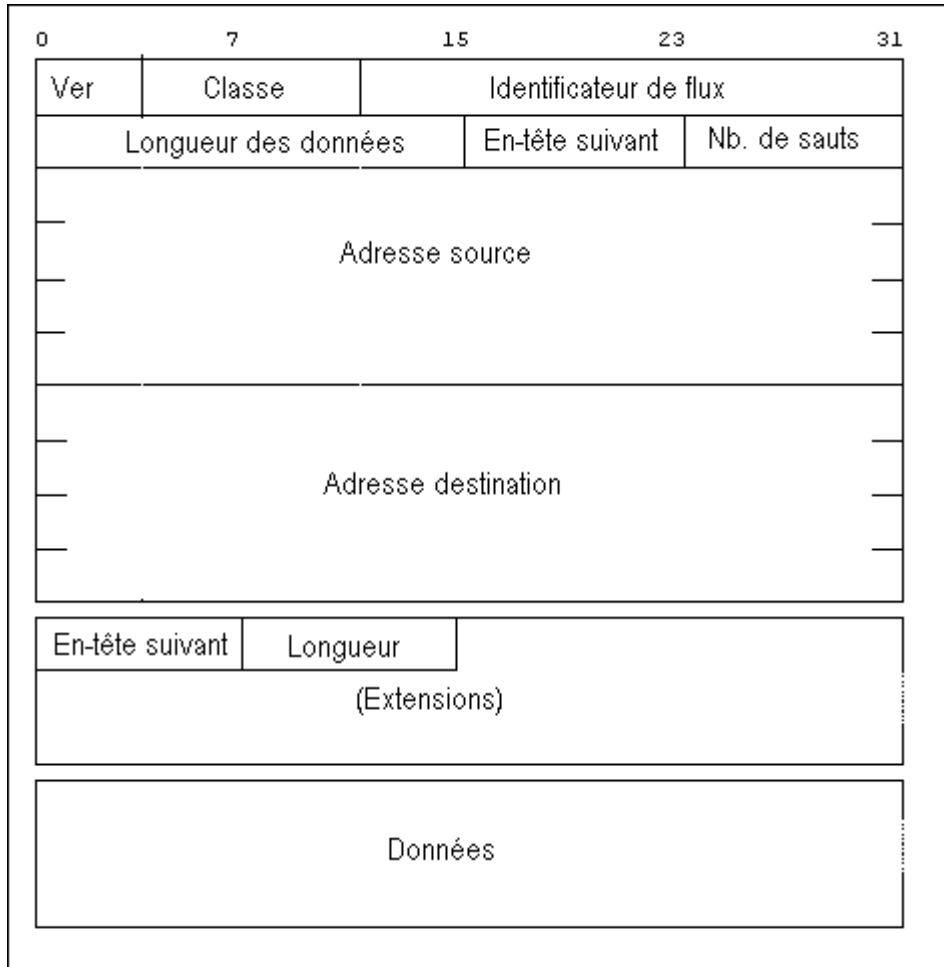 0 7 15 23 31
Ver Classe Identificateur de flux
Longueur des données En-tête suivant Nb. de sauts
Adresse source
Adresse destination
En-tête suivant Longueur
(Extensions)
Données